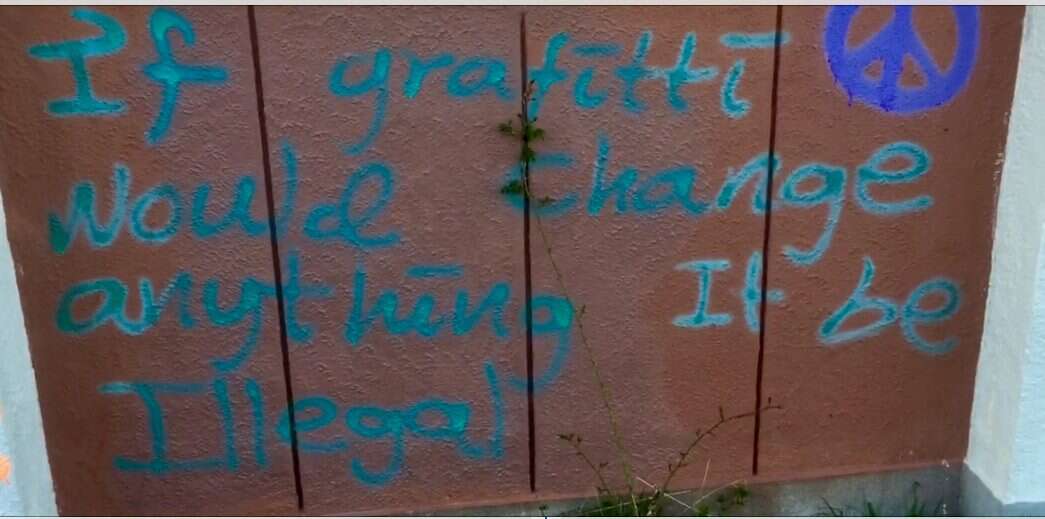 If grafitti
would change
anything It be
Illegal